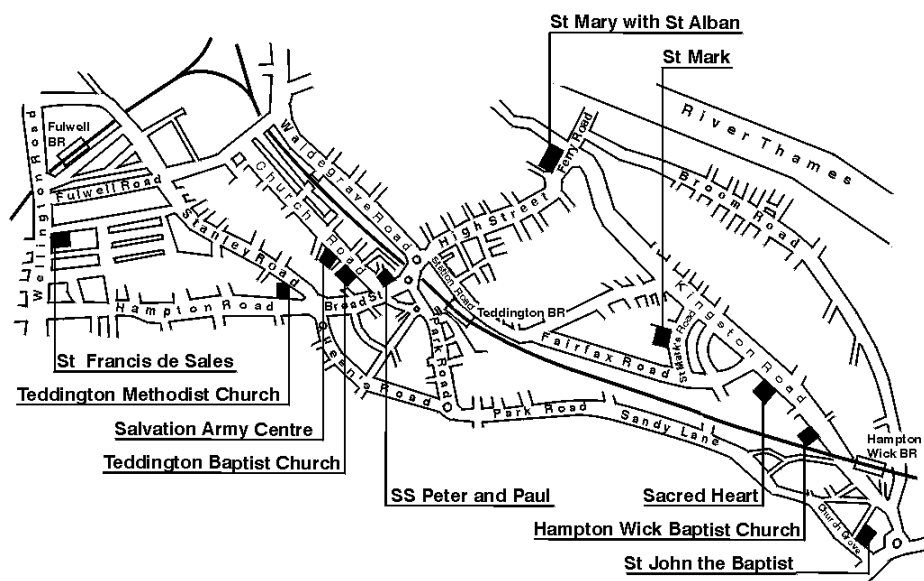 St Mary with St Alban
St Mark
River Thames
Fulwell
BR
Wellington Road
Fulwell Road
Waldegrave Road
Church Road
Ferry Road
Broom Road
High Street
Stanley Road
Station Road
Teddington BR
Hampton Road
Broad St
Kingston Road
St Mark's Road
Fairfax Road
Park Road
Queen's Road
Park Road
Sandy Lane
Hampton
Wick BR
Church Grove
St Francis de Sales
Teddington Methodist Church
Salvation Army Centre
Teddington Baptist Church
SS Peter and Paul
Sacred Heart
Hampton Wick Baptist Church
St John the Baptist